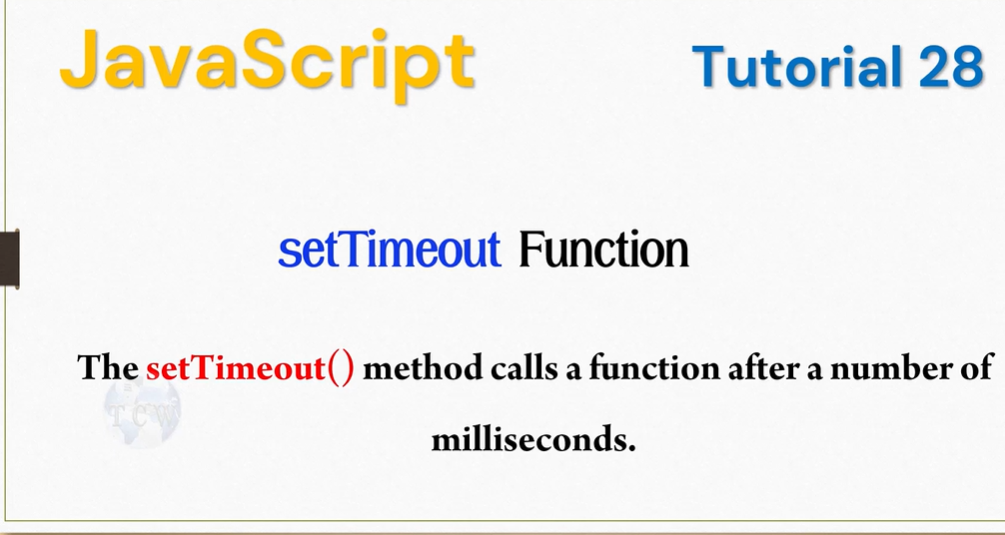 JavaScript Tutorial 28
setTimeout Function
The setTimeout() method calls a function after a number of
TCW
milliseconds.